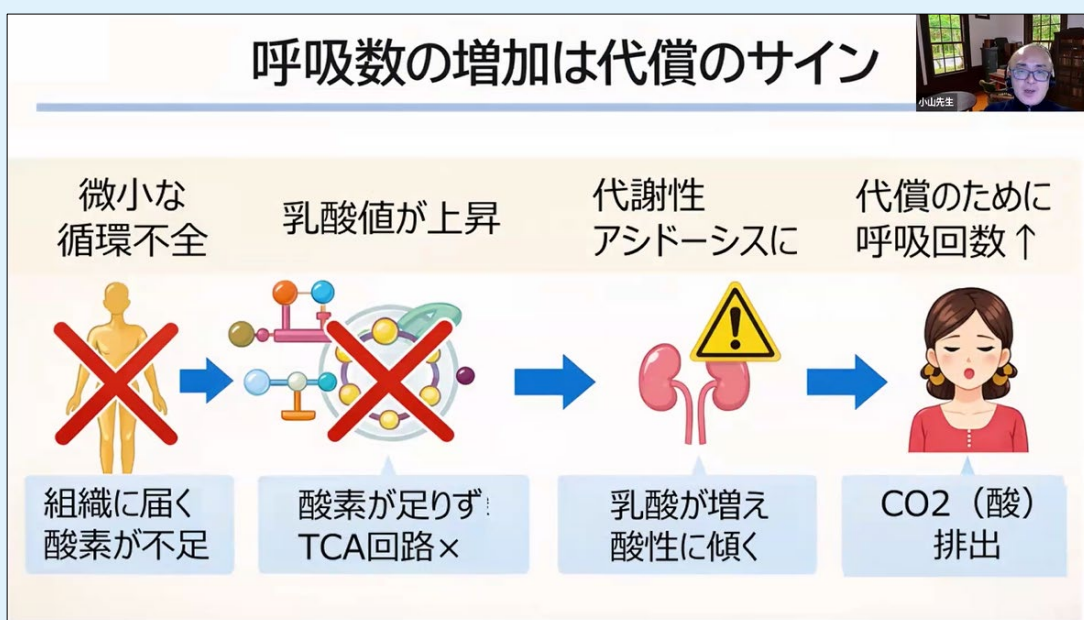 呼吸数の増加は代償のサイン
小山先生
微小な
循環不全
乳酸値が上昇
代謝性
アシドーシスに
代償のために
呼吸回数↑
組織に届く
酸素が不足
酸素が足りず
TCA回路×
乳酸が増え
酸性に傾く
CO2（酸）
排出